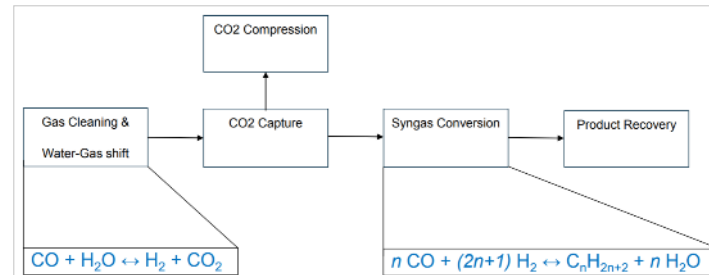 CO2 Compression
Gas Cleaning &
Water-Gas shift
CO2 Capture
Syngas Conversion
Product Recovery
CO + H₂O ↔ H₂ + CO₂
n CO + (2n+1) H₂ ↔ CₙH₂ₙ₊₂ + n H₂O